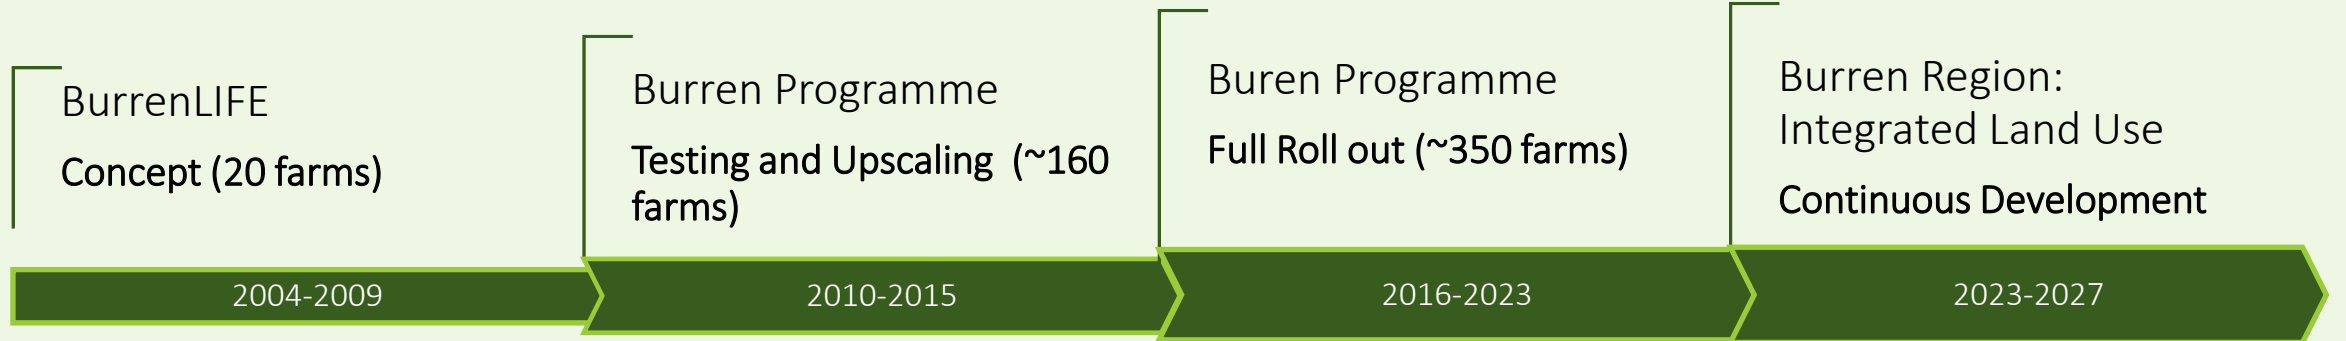 BurrenLIFE
Concept (20 farms)
2004-2009
Burren Programme
Testing and Upscaling  (~160
farms)
2010-2015
Buren Programme
Full Roll out (~350 farms)
2016-2023
Burren Region:
Integrated Land Use
Continuous Development
2023-2027